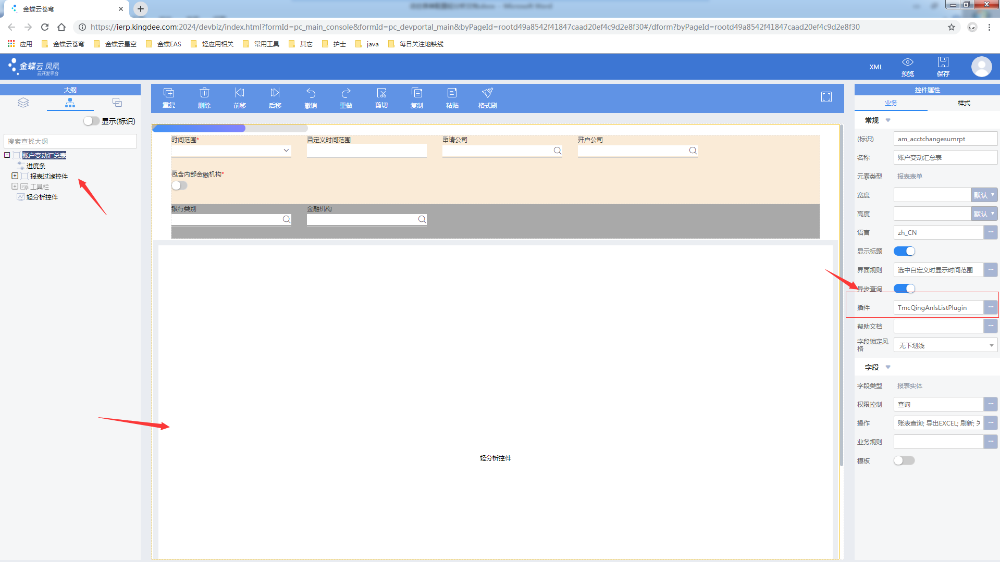 金蝶云苍穹
https://ierp.kingdee.com:2024/devbiz/index.html?formId=pc_main_console&formId=pc_devportal_main&byPageId=rootd49a8542f41847caad20ef4c9d2e8f30#/dform?byPageId=rootd49a8542f41847caad20ef4c9d2e8f30
应用 金蝶云苍穹 金蝶云星空 金蝶EAS 轻应用相关 常用工具 其它 护士 java 每日关注地铁线
金蝶云 凤凰
云开发平台
XML 预览 保存
大纲
显示(标识)
搜索查找大纲
账户变动汇总表
进度条
报表过滤控件
工具栏
轻分析控件
重复 删除 前移 后移 撤销 重做 剪切 复制 粘贴 格式刷
时间范围* 自定义时间范围 申请公司 开户公司
包含内部金融机构*
银行类别 金融机构
轻分析控件
控件属性
业务 样式
常规
(标识) am_acctchangesumrpt
名称 账户变动汇总表
元素类型 报表表单
宽度 默认
高度 默认
语言 zh_CN
显示标题
界面规则 选中自定义时显示时间范围
异步查询
插件 TmcQingAnlsListPlugin
帮助文档
字段锁定风格 无下划线
字段
字段类型 报表实体
权限控制 查询
操作 账表查询; 导出EXCEL; 刷新;
业务规则
模板